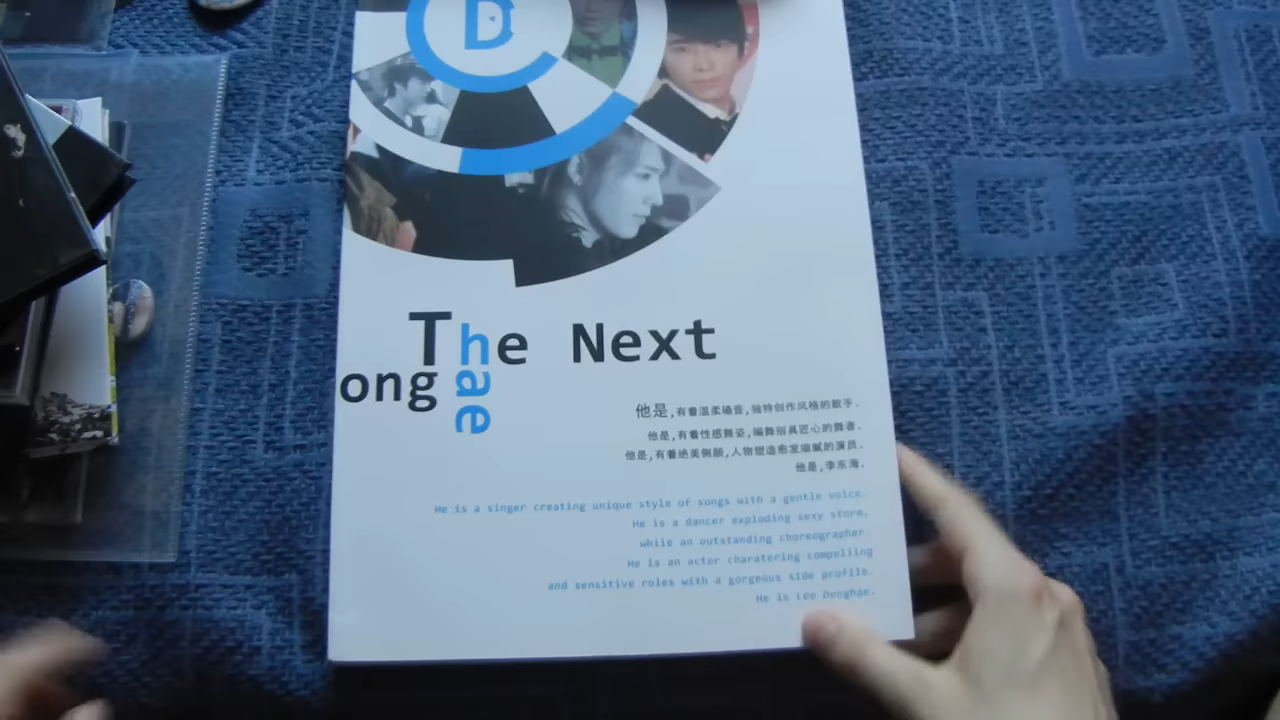 D
The Next
ong
hae
他是,有着温柔嗓音,独特创作风格的歌手.
他是,有着性感舞姿,编舞别具匠心的舞者.
他是,有着绝美侧颜,人物塑造愈发细腻的演员.
他是,李东海.
He is a singer creating unique style of songs with a gentle voice.
He is a dancer exploding sexy storm,
while an outstanding choreographer.
He is an actor charatering compelling
and sensitive roles with a gorgeous side profile.
He is Lee Donghae.